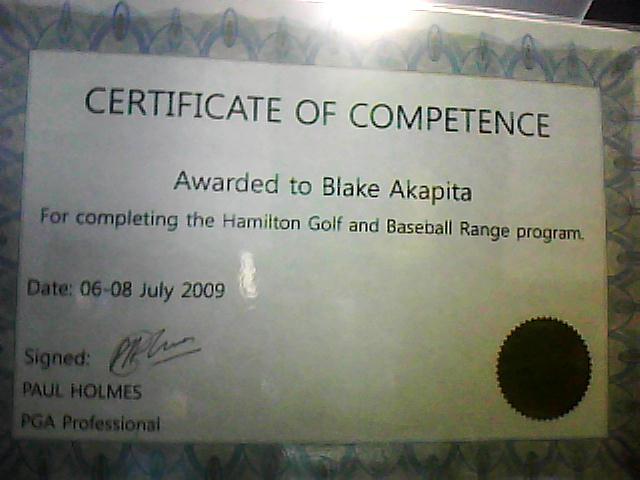 CERTIFICATE OF COMPETENCE
Awarded to Blake Akapita
For completing the Hamilton Golf and Baseball Range program.
Date: 06-08 July 2009
Signed:
PAUL HOLMES
PGA Professional